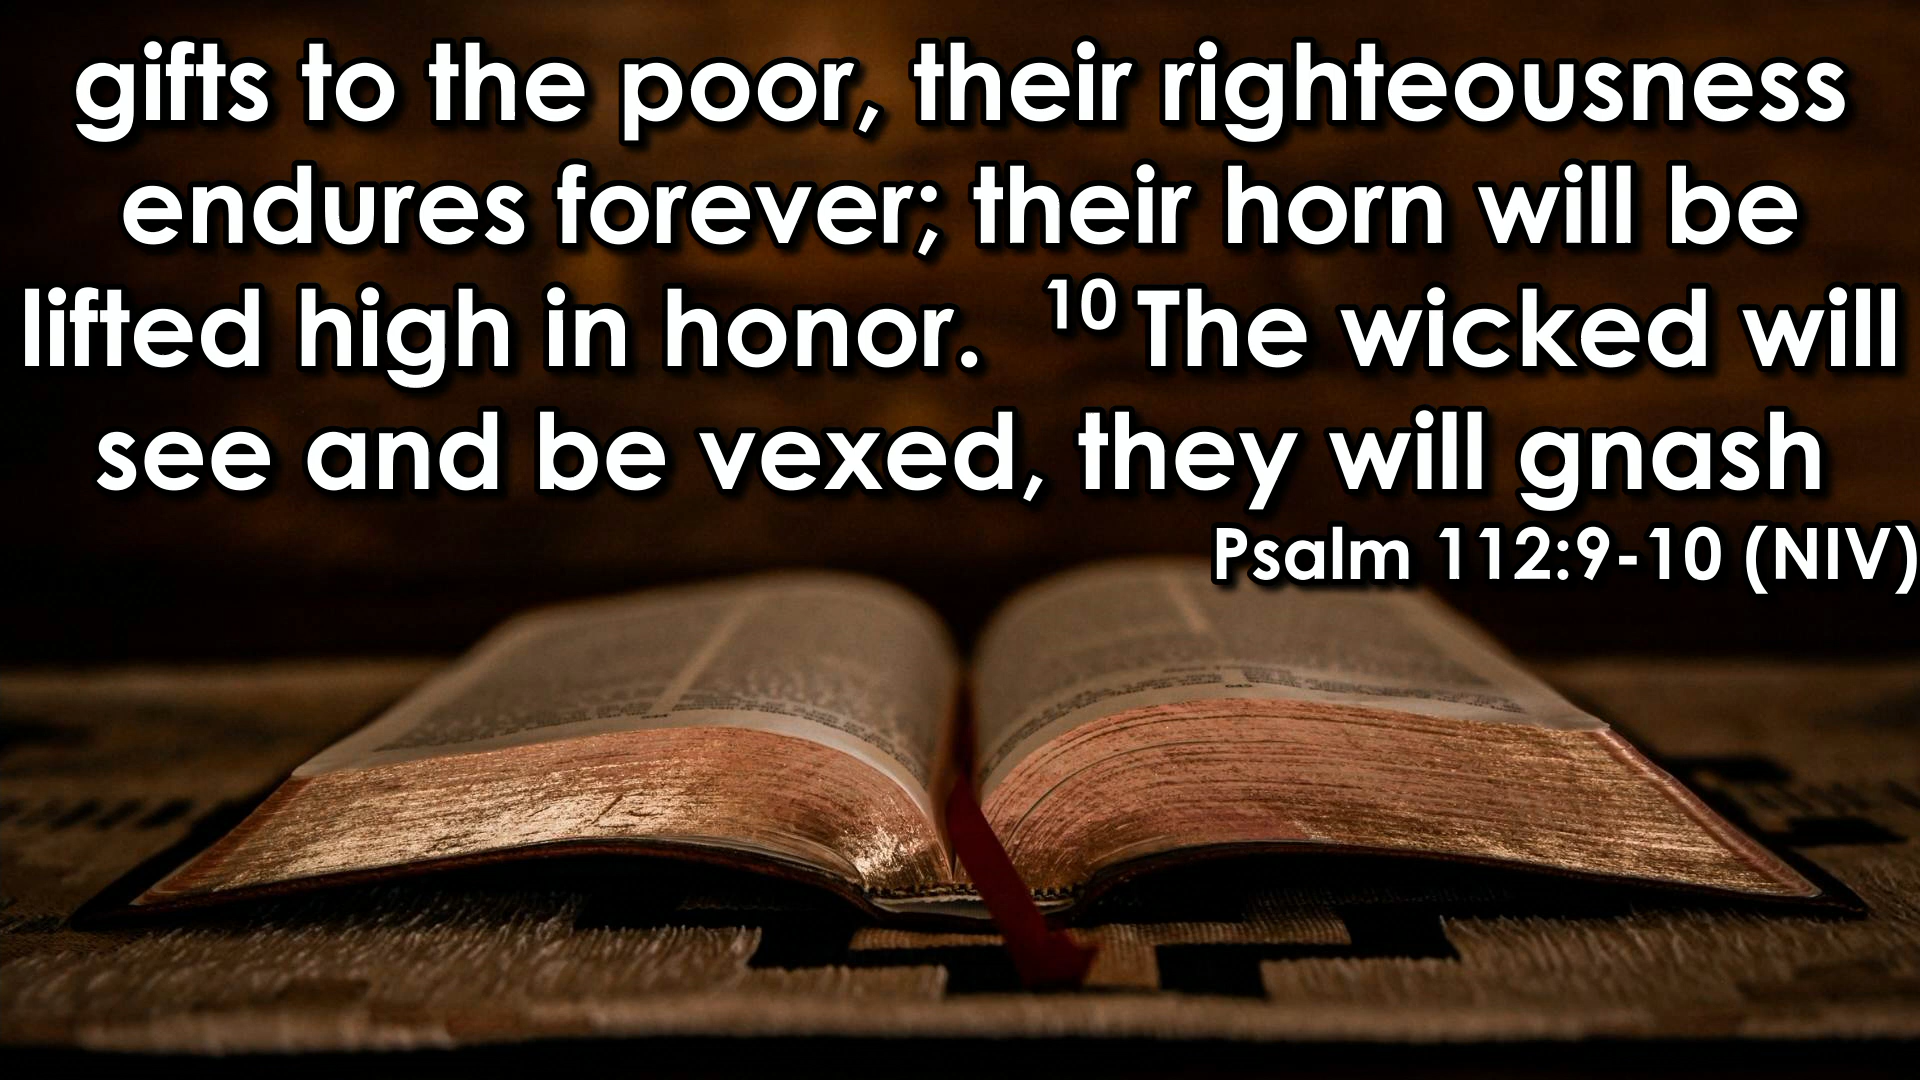 gifts to the poor, their righteousness
endures forever; their horn will be
lifted high in honor. ¹⁰ The wicked will
see and be vexed, they will gnash
Psalm 112:9-10 (NIV)